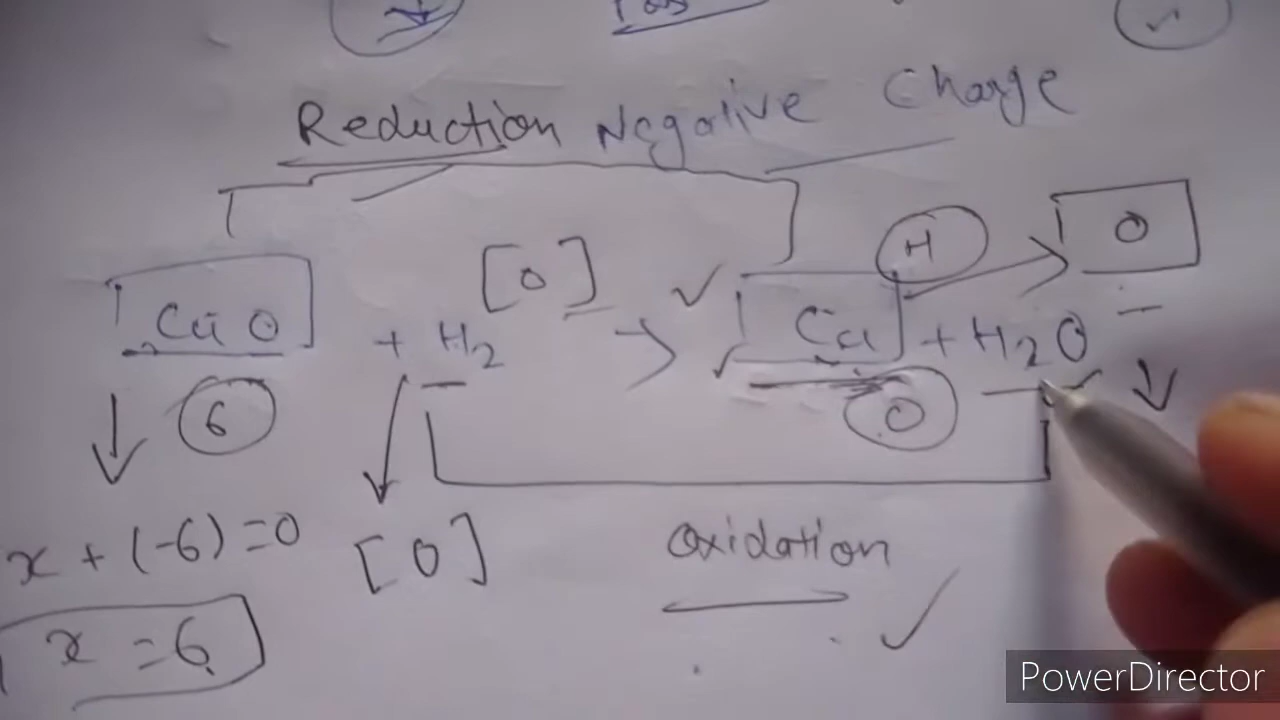 Reduction Negative Charge
H
O
[O]
CuO + H2 → Cu + H2O
6
O
x + (-6) = 0
[O]
Oxidation
x = 6
PowerDirector